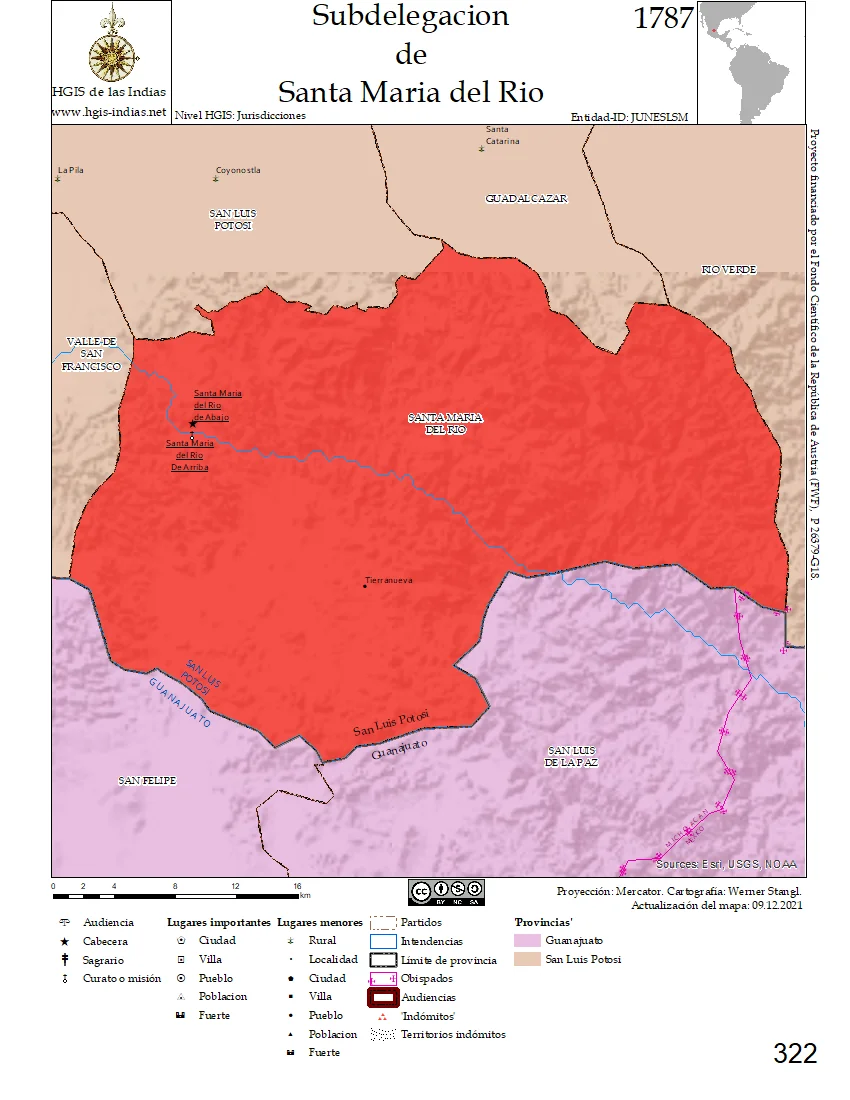 Subdelegacion
de
Santa Maria del Rio
1787
HGIS de las Indias
www.hgis-indias.net
Nivel HGIS: Jurisdicciones
Entidad-ID: JUNESLSM
Santa
Catarina
La Pila
Coyonostla
GUADALCAZAR
SAN LUIS
POTOSI
RIO VERDE
VALLE DE
SAN
FRANCISCO
Santa Maria
del Rio
de Abajo
SANTA MARIA
DEL RIO
Santa Maria
del Rio
De Arriba
Tierranueva
SAN LUIS
POTOSI
GUANAJUATO
San Luis Potosi
Guanajuato
SAN LUIS
DE LA PAZ
SAN FELIPE
MICHOACAN
MEXICO
Sources: Esri, USGS, NOAA
Proyecto financiado por el Fondo Científico de la República de Austria (FWF), P 26379-G18.
0 2 4 8 12 16
km
CC BY NC SA
Proyección: Mercator. Cartografía: Werner Stangl.
Actualización del mapa: 09.12.2021
Audiencia
Cabecera
Sagrario
Curato o misión
Lugares importantes
Ciudad
Villa
Pueblo
Poblacion
Fuerte
Lugares menores
Rural
Localidad
Ciudad
Villa
Pueblo
Poblacion
Fuerte
Partidos
Intendencias
Límite de provincia
Obispados
Audiencias
'Indómitos'
Territorios indómitos
'Provincias'
Guanajuato
San Luis Potosi
322